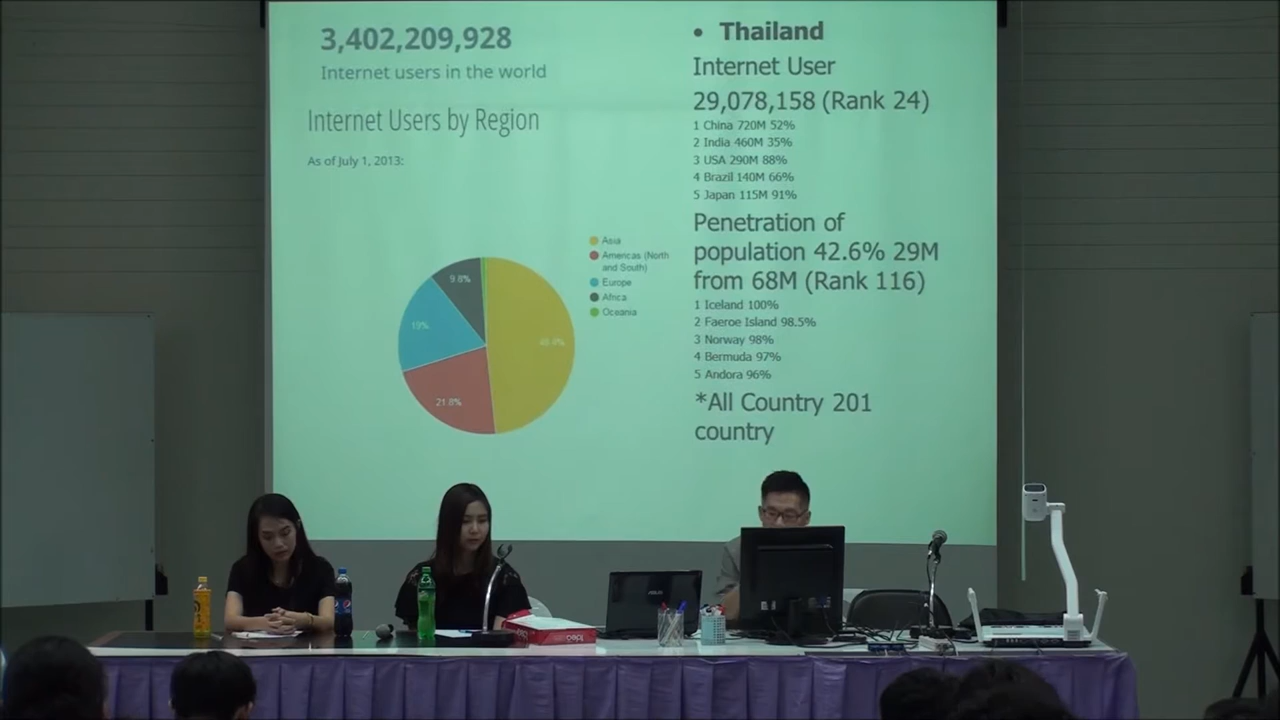 3,402,209,928
Internet users in the world
Internet Users by Region
As of July 1, 2013:
Asia
Americas (North
and South)
Europe
Africa
Oceania
9.8%
19%
48.4%
21.8%
• Thailand
Internet User
29,078,158 (Rank 24)
1 China 720M 52%
2 India 460M 35%
3 USA 290M 88%
4 Brazil 140M 66%
5 Japan 115M 91%
Penetration of
population 42.6% 29M
from 68M (Rank 116)
1 Iceland 100%
2 Faeroe Island 98.5%
3 Norway 98%
4 Bermuda 97%
5 Andora 96%
*All Country 201
country
ASUS